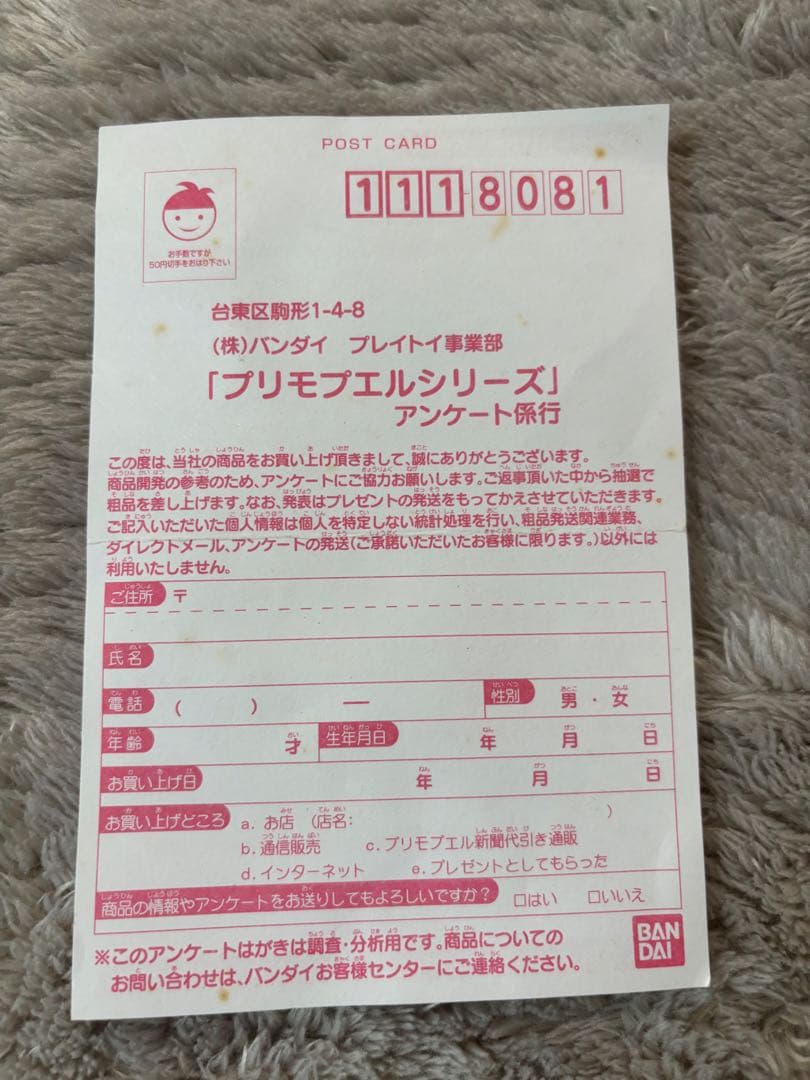 POST CARD
111-8081
お手数ですが
50円切手をおはり下さい
台東区駒形1-4-8
(株)バンダイ プレイトイ事業部
「プリモプエルシリーズ」
アンケート係行
この度は、当社の商品をお買い上げ頂きまして、誠にありがとうございます。
商品開発の参考のため、アンケートにご協力お願いします。ご返事頂いた中から抽選で
粗品を差し上げます。なお、発表はプレゼントの発送をもってかえさせていただきます。
ご記入いただいた個人情報は個人を特定しない統計処理を行い、粗品発送関連業務、
ダイレクトメール、アンケートの発送(ご承諾いただいたお客様に限ります。)以外には
利用いたしません。
ご住所 〒
氏名
電話 ( ) — 性別 男・女
年齢 才 生年月日 年 月 日
お買い上げ日 年 月 日
お買い上げどころ a. お店 (店名: )
b. 通信販売 c. プリモプエル新聞代引き通販
d. インターネット e. プレゼントとしてもらった
商品の情報やアンケートをお送りしてもよろしいですか? □はい □いいえ
※このアンケートはがきは調査・分析用です。商品についての
お問い合わせは、バンダイお客様センターにご連絡ください。
BAN
DAI